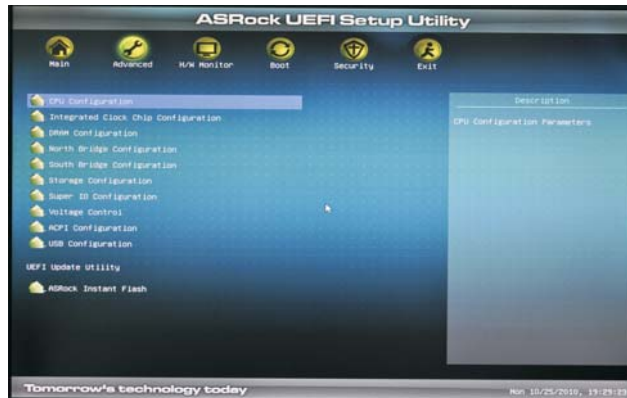 ASRock UEFI Setup Utility
Main Advanced H/W Monitor Boot Security Exit
CPU Configuration
Integrated Clock Chip Configuration
DRAM Configuration
North Bridge Configuration
South Bridge Configuration
Storage Configuration
Super IO Configuration
Voltage Control
ACPI Configuration
USB Configuration
UEFI Update Utility
ASRock Instant Flash
Description
CPU Configuration Parameters
Tomorrow's technology today
Mon 10/25/2010, 19:29:23